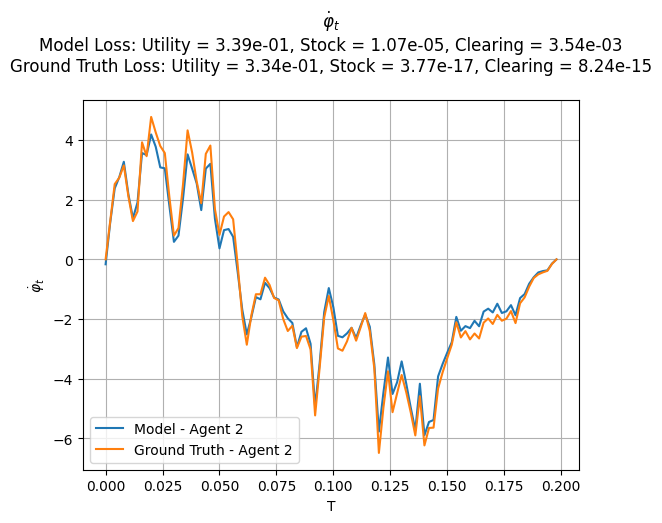 φ̇_t
Model Loss: Utility = 3.39e-01, Stock = 1.07e-05, Clearing = 3.54e-03
Ground Truth Loss: Utility = 3.34e-01, Stock = 3.77e-17, Clearing = 8.24e-15
4
2
0
−2
−4
−6
φ̇_t
Model - Agent 2
Ground Truth - Agent 2
0.000 0.025 0.050 0.075 0.100 0.125 0.150 0.175 0.200
T